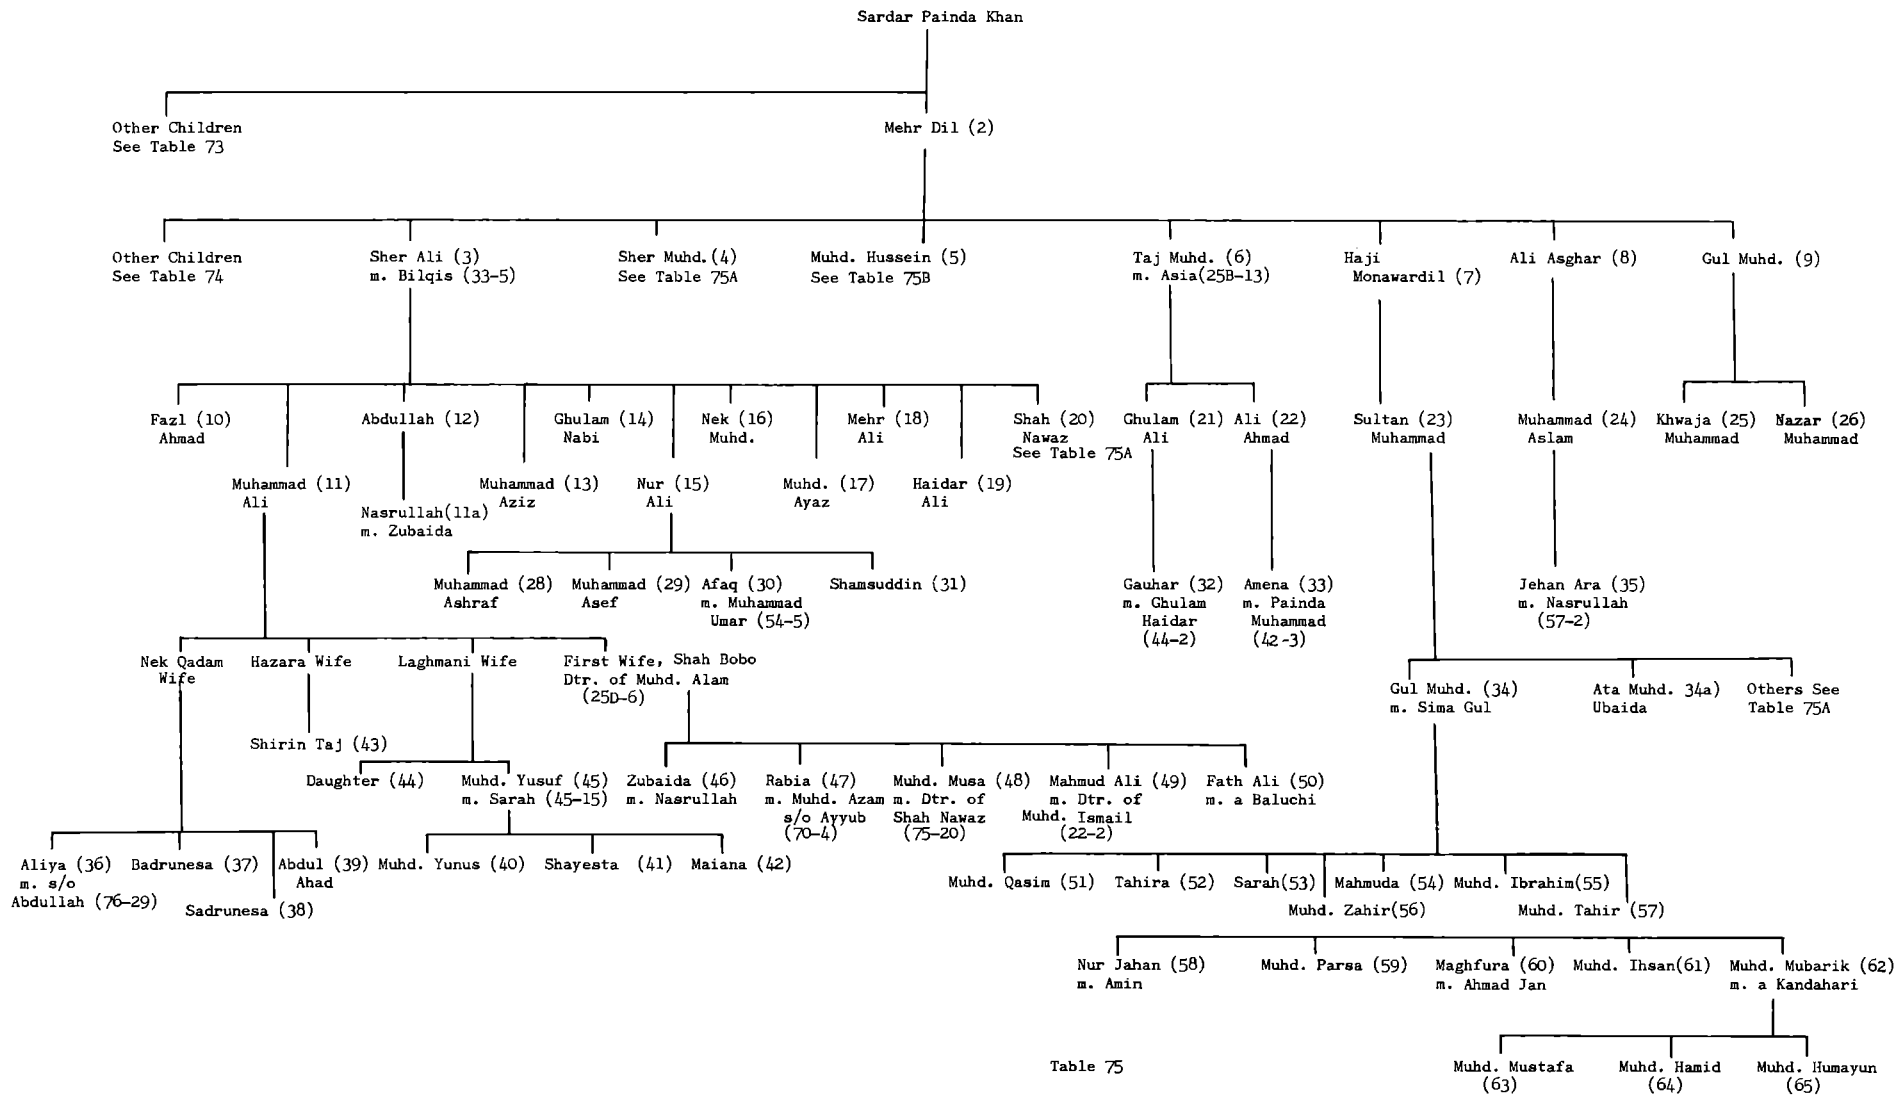 Sardar Painda Khan
Other Children
See Table 73
Mehr Dil (2)
Other Children
See Table 74
Sher Ali (3)
m. Bilqis (33-5)
Sher Muhd. (4)
See Table 75A
Muhd. Hussein (5)
See Table 75B
Taj Muhd. (6)
m. Asia(25B-13)
Haji
Monawardil (7)
Ali Asghar (8)
Gul Muhd. (9)
Fazl (10)
Ahmad
Abdullah (12)
Ghulam (14)
Nabi
Nek (16)
Muhd.
Mehr (18)
Ali
Shah (20)
Nawaz
See Table 75A
Ghulam (21)
Ali
Ali (22)
Ahmad
Sultan (23)
Muhammad
Muhammad (24)
Aslam
Khwaja (25)
Muhammad
Nazar (26)
Muhammad
Muhammad (11)
Ali
Nasrullah(11a)
m. Zubaida
Muhammad (13)
Aziz
Nur (15)
Ali
Muhd. (17)
Ayaz
Haidar (19)
Ali
Muhammad (28)
Ashraf
Muhammad (29)
Asef
Afaq (30)
m. Muhammad
Umar (54-5)
Shamsuddin (31)
Gauhar (32)
m. Ghulam
Haidar
(44-2)
Amena (33)
m. Painda
Muhammad
(42-3)
Jehan Ara (35)
m. Nasrullah
(57-2)
Nek Qadam
Wife
Hazara Wife
Laghmani Wife
First Wife, Shah Bobo
Dtr. of Muhd. Alam
(25D-6)
Gul Muhd. (34)
m. Sima Gul
Ata Muhd. 34a)
Ubaida
Others See
Table 75A
Shirin Taj (43)
Daughter (44)
Muhd. Yusuf (45)
m. Sarah (45-15)
Zubaida (46)
m. Nasrullah
Rabia (47)
m. Muhd. Azam
s/o Ayyub
(70-4)
Muhd. Musa (48)
m. Dtr. of
Shah Nawaz
(75-20)
Mahmud Ali (49)
m. Dtr. of
Muhd. Ismail
(22-2)
Fath Ali (50)
m. a Baluchi
Aliya (36)
m. s/o
Abdullah (76-29)
Badrunesa (37)
Sadrunesa (38)
Abdul (39)
Ahad
Muhd. Yunus (40)
Shayesta (41)
Maiana (42)
Muhd. Qasim (51)
Tahira (52)
Sarah(53)
Mahmuda (54)
Muhd. Ibrahim(55)
Muhd. Zahir(56)
Muhd. Tahir (57)
Nur Jahan (58)
m. Amin
Muhd. Parsa (59)
Maghfura (60)
m. Ahmad Jan
Muhd. Ihsan(61)
Muhd. Mubarik (62)
m. a Kandahari
Table 75
Muhd. Mustafa
(63)
Muhd. Hamid
(64)
Muhd. Humayun
(65)